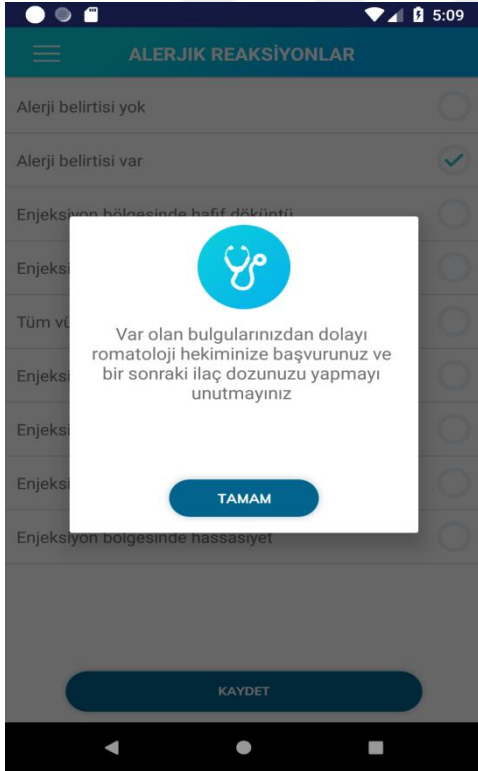 5:09
ALERJIK REAKSİYONLAR
Alerji belirtisi yok
Alerji belirtisi var
Enjeksiyon bölgesinde hafif döküntü
Var olan bulgularınızdan dolayı
romatoloji hekiminize başvurunuz ve
bir sonraki ilaç dozunuzu yapmayı
unutmayınız
TAMAM
Enjeksiyon bölgesinde hassasiyet
KAYDET